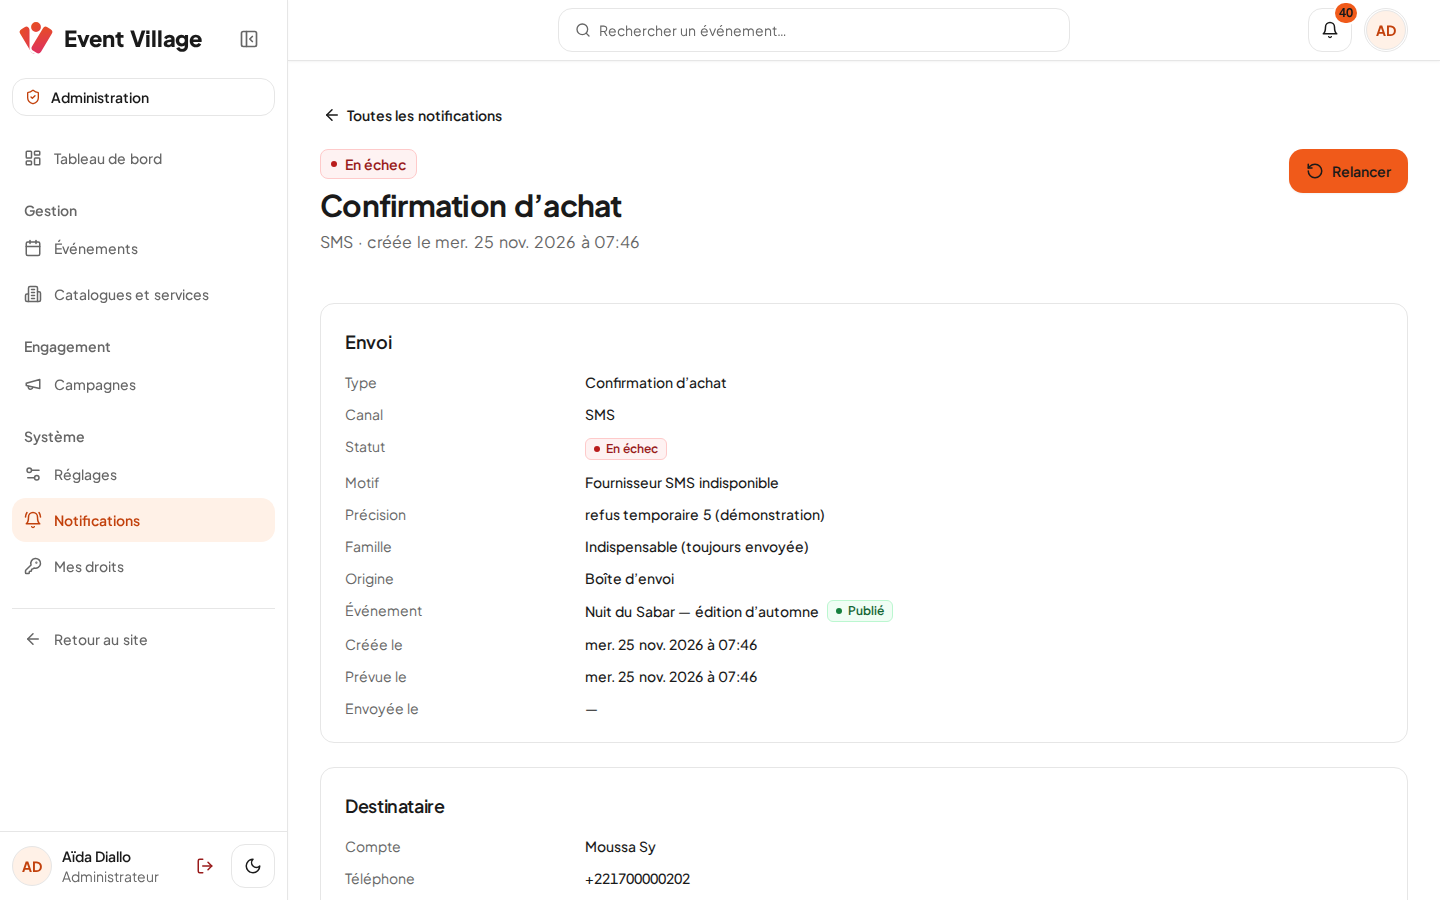 Event Village
Administration
Tableau de bord
Gestion
Événements
Catalogues et services
Engagement
Campagnes
Système
Réglages
Notifications
Mes droits
Retour au site
AD
Aïda Diallo
Administrateur
Rechercher un événement…
40
AD
Toutes les notifications
En échec
Relancer
Confirmation d’achat
SMS · créée le mer. 25 nov. 2026 à 07:46
Envoi
Type Confirmation d’achat
Canal SMS
Statut En échec
Motif Fournisseur SMS indisponible
Précision refus temporaire 5 (démonstration)
Famille Indispensable (toujours envoyée)
Origine Boîte d’envoi
Événement Nuit du Sabar — édition d’automne Publié
Créée le mer. 25 nov. 2026 à 07:46
Prévue le mer. 25 nov. 2026 à 07:46
Envoyée le —
Destinataire
Compte Moussa Sy
Téléphone +221700000202